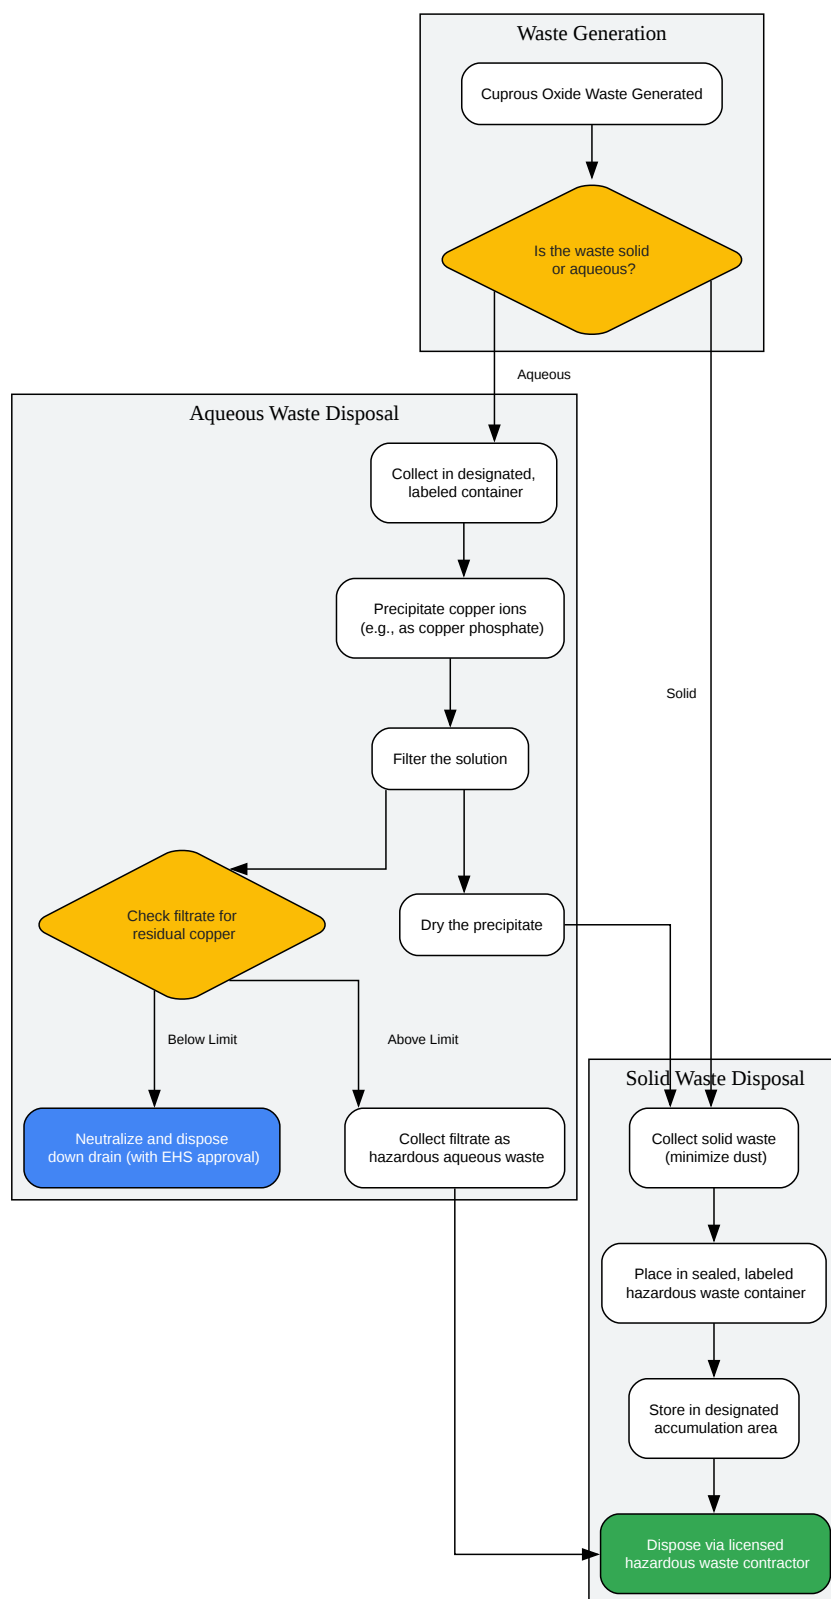 Waste Generation
Cuprous Oxide Waste Generated
Is the waste solid
or aqueous?
Aqueous
Aqueous Waste Disposal
Collect in designated,
labeled container
Precipitate copper ions
(e.g., as copper phosphate)
Solid
Filter the solution
Check filtrate for
residual copper
Dry the precipitate
Below Limit
Above Limit
Solid Waste Disposal
Neutralize and dispose
down drain (with EHS approval)
Collect filtrate as
hazardous aqueous waste
Collect solid waste
(minimize dust)
Place in sealed, labeled
hazardous waste container
Store in designated
accumulation area
Dispose via licensed
hazardous waste contractor